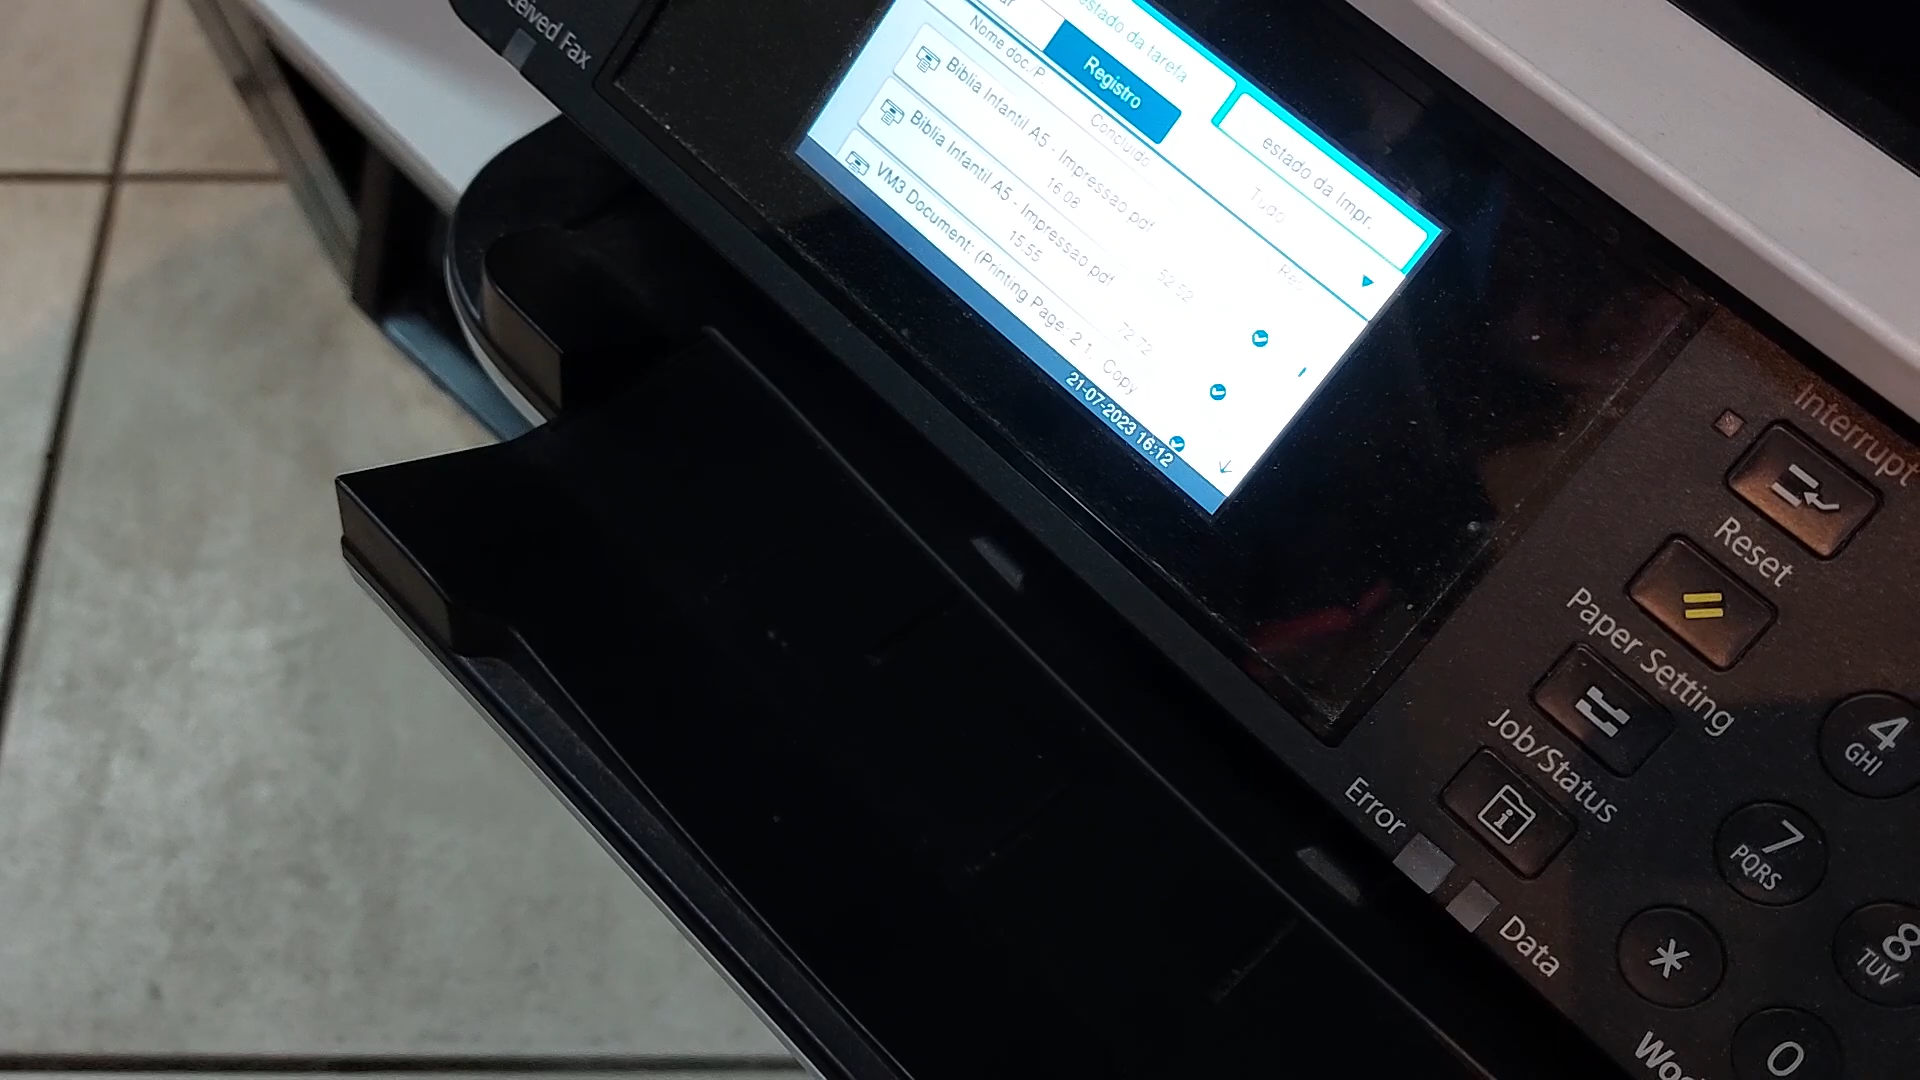 ceived Fax
estado da tarefa
estado da Impr.
Registro
Tudo
Nome doc./P
Concluído
Biblia Infantil A5 - Impressao.pdf
16:08
52:52
Biblia Infantil A5 - Impressao.pdf
15:55
72:72
VM3 Document: (Printing Page: 2.1. Copy
21-07-2023 16:12
Interrupt
Reset
Paper Setting
Job/Status
Error
Data
4
GHI
7
PQRS
8
TUV
*
0